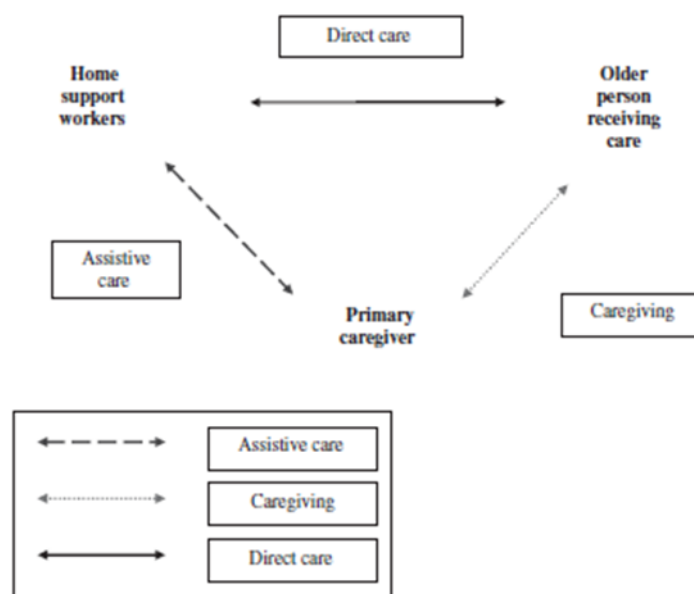 Direct care
Home
support
workers
Older
person
receiving
care
Assistive
care
Primary
caregiver
Caregiving
Assistive care
Caregiving
Direct care